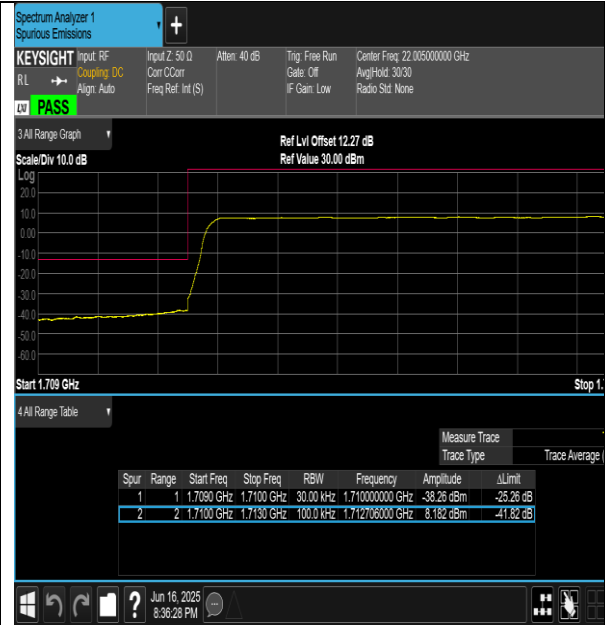 Spectrum Analyzer 1
Spurious Emissions
+
KEYSIGHT Input: RF Input Z: 50 Ω Atten: 40 dB Trig: Free Run Center Freq: 22.005000000 GHz
RL Coupling: DC Corr CCorr Gate: Off Avg|Hold: 30/30
Align: Auto Freq Ref: Int (S) IF Gain: Low Radio Std: None
LXI PASS
3 All Range Graph
Ref Lvl Offset 12.27 dB
Scale/Div 10.0 dB Ref Value 30.00 dBm
Log
20.0
10.0
0.00
-10.0
-20.0
-30.0
-40.0
-50.0
-60.0
Start 1.709 GHz Stop 1.
4 All Range Table
Measure Trace
Trace Type Trace Average (
Spur Range Start Freq Stop Freq RBW Frequency Amplitude ΔLimit
1 1 1.7090 GHz 1.7100 GHz 30.00 kHz 1.710000000 GHz -38.26 dBm -25.26 dB
2 2 1.7100 GHz 1.7130 GHz 100.0 kHz 1.712706000 GHz 8.182 dBm -41.82 dB
? Jun 16, 2025
8:36:28 PM